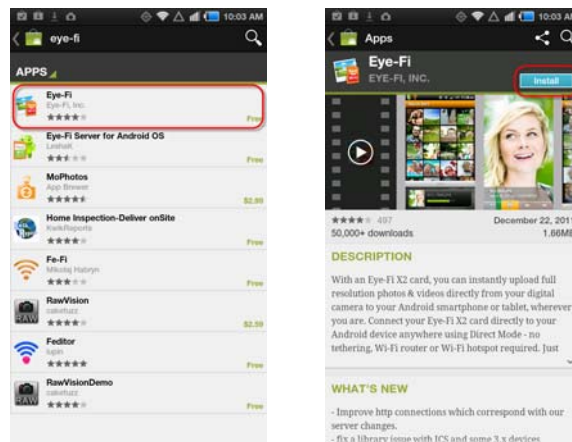 10:03 AM
eye-fi
APPS
Eye-Fi
Eye-Fi, Inc.
Free
Eye-Fi Server for Android OS
Free
MoPhotos
App Brewer
$2.99
Home Inspection-Deliver onSite
KwikReports
Free
Fe-Fi
Mikolaj Habryn
Free
RawVision
cakefuzz
$2.59
Feditor
lupin
Free
RawVisionDemo
cakefuzz
Free
10:03 AM
Apps
Eye-Fi
EYE-FI, INC.
Install
497
December 22, 2011
50,000+ downloads
1.66MB
DESCRIPTION
With an Eye-Fi X2 card, you can instantly upload full
resolution photos & videos directly from your digital
camera to your Android smartphone or tablet, wherever
you are. Connect your Eye-Fi X2 card directly to your
Android device anywhere using Direct Mode - no
tethering, Wi-Fi router or Wi-Fi hotspot required. Just
WHAT'S NEW
- Improve http connections which correspond with our
server changes.
- fix a library issue with ICS and some 3.x devices